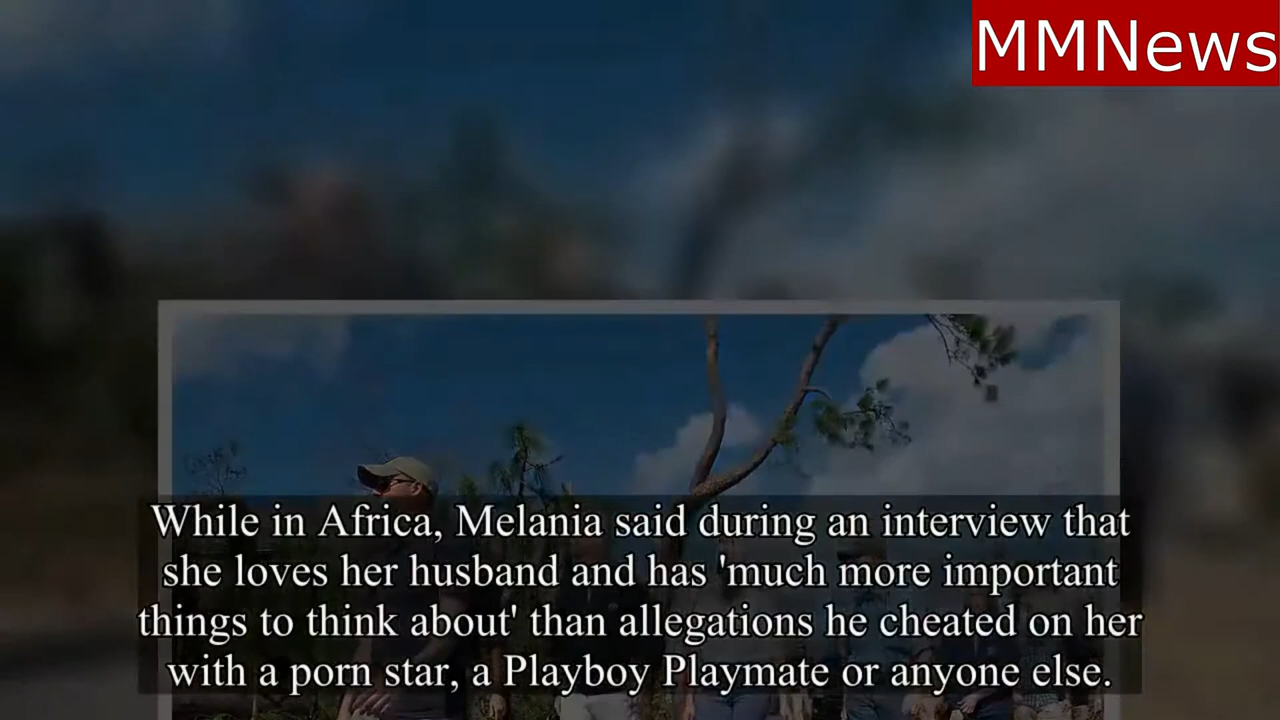 MMNews
While in Africa, Melania said during an interview that
she loves her husband and has 'much more important
things to think about' than allegations he cheated on her
with a porn star, a Playboy Playmate or anyone else.